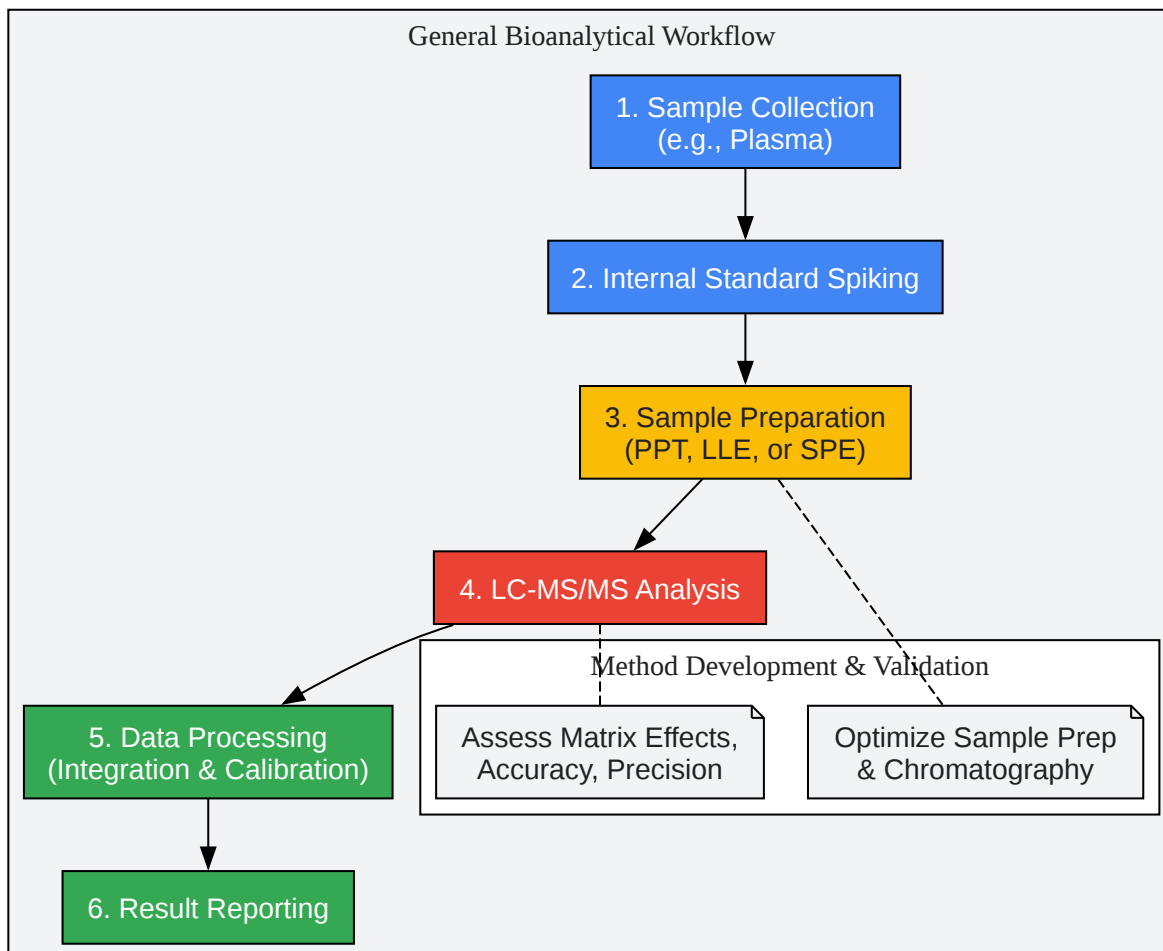 General Bioanalytical Workflow
1. Sample Collection
(e.g., Plasma)
2. Internal Standard Spiking
3. Sample Preparation
(PPT, LLE, or SPE)
4. LC-MS/MS Analysis
Method Development & Validation
5. Data Processing
(Integration & Calibration)
Assess Matrix Effects,
Accuracy, Precision
Optimize Sample Prep
& Chromatography
6. Result Reporting